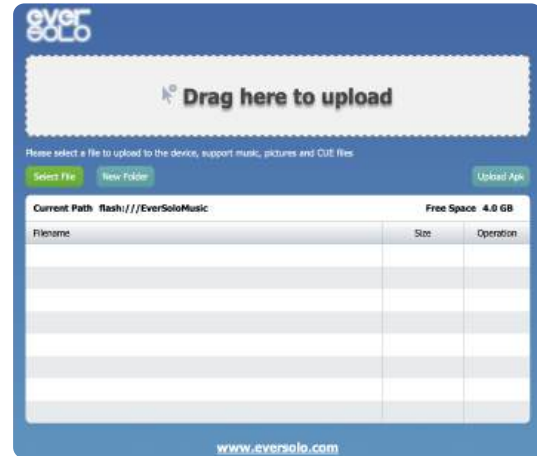 EVERSOLO
Drag here to upload
Please select a file to upload to the device, support music, pictures and CUE files
Select File New Folder Upload Apk
Current Path flash:///EverSoloMusic Free Space 4.0 GB
Filename Size Operation
www.eversolo.com